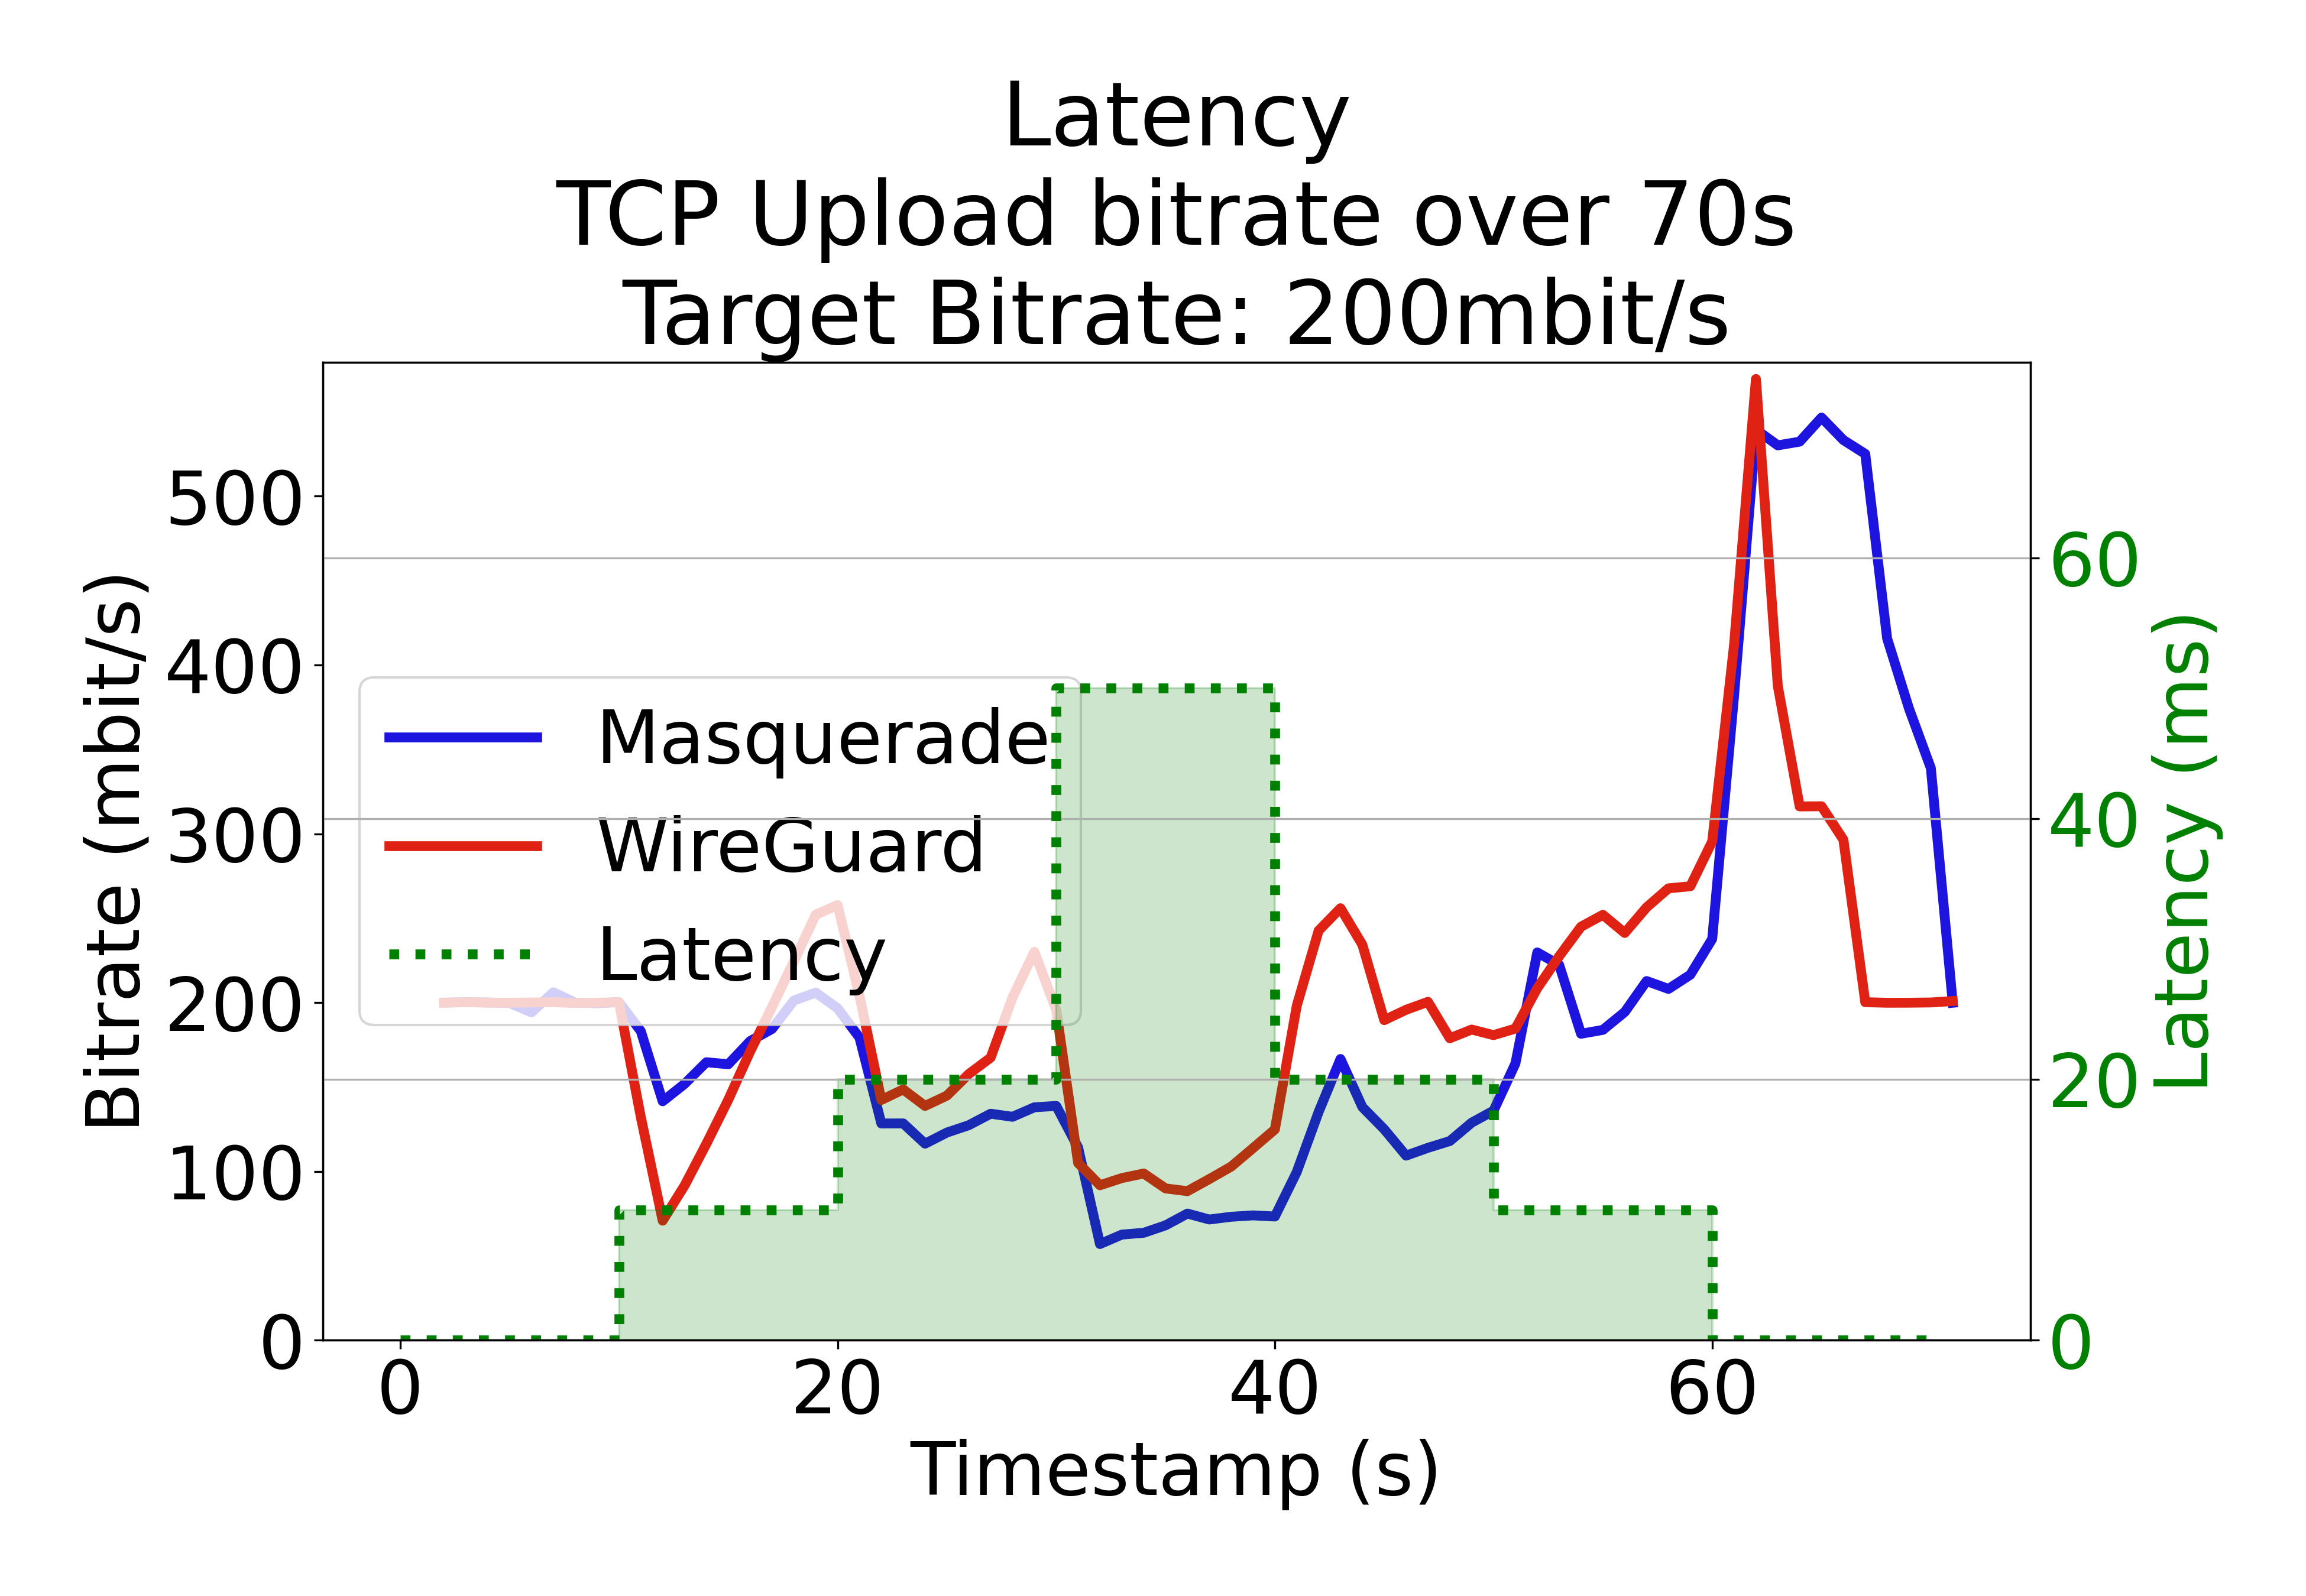 Latency
TCP Upload bitrate over 70s
Target Bitrate: 200mbit/s
Bitrate (mbit/s)
500
400
300
200
100
0
Masquerade
WireGuard
Latency
60
40
20
0
Latency (ms)
0 20 40 60
Timestamp (s)